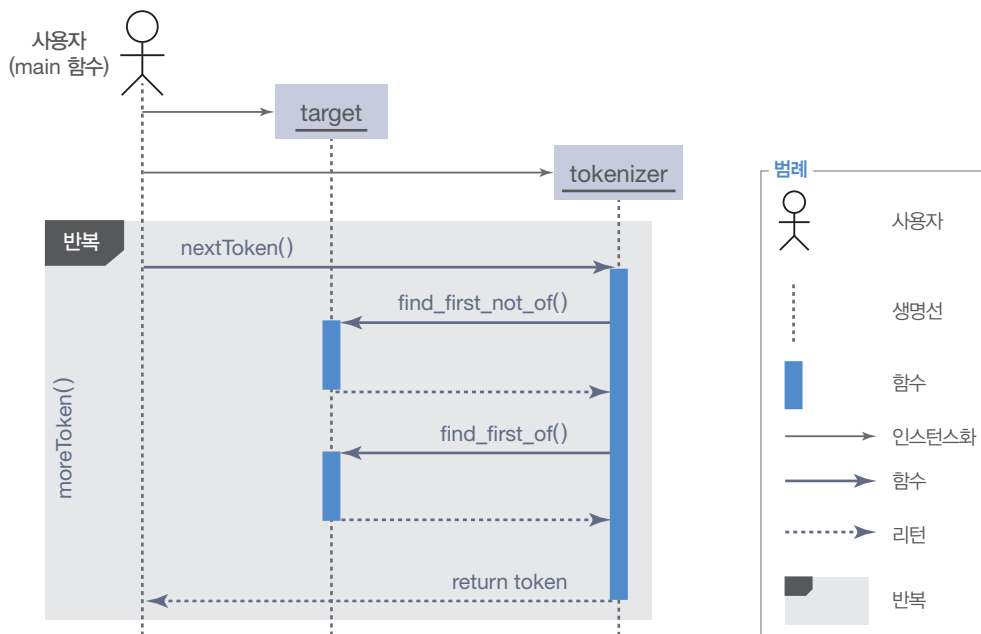 사용자
(main 함수)
target
tokenizer
반복
nextToken()
find_first_not_of()
moreToken()
find_first_of()
return token
범례
사용자
생명선
함수
인스턴스화
함수
리턴
반복